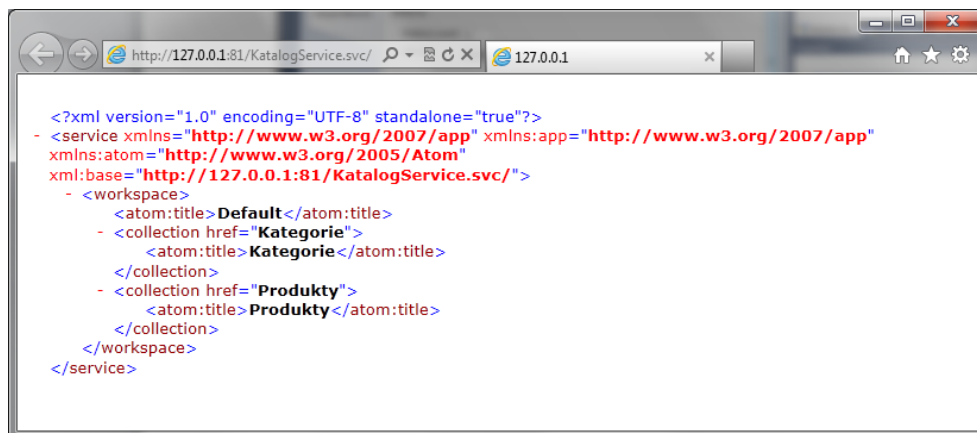 http://127.0.0.1:81/KatalogService.svc/
127.0.0.1
<?xml version="1.0" encoding="UTF-8" standalone="true"?>
- <service xmlns="http://www.w3.org/2007/app" xmlns:app="http://www.w3.org/2007/app"
xmlns:atom="http://www.w3.org/2005/Atom"
xml:base="http://127.0.0.1:81/KatalogService.svc/">
- <workspace>
<atom:title>Default</atom:title>
- <collection href="Kategorie">
<atom:title>Kategorie</atom:title>
</collection>
- <collection href="Produkty">
<atom:title>Produkty</atom:title>
</collection>
</workspace>
</service>